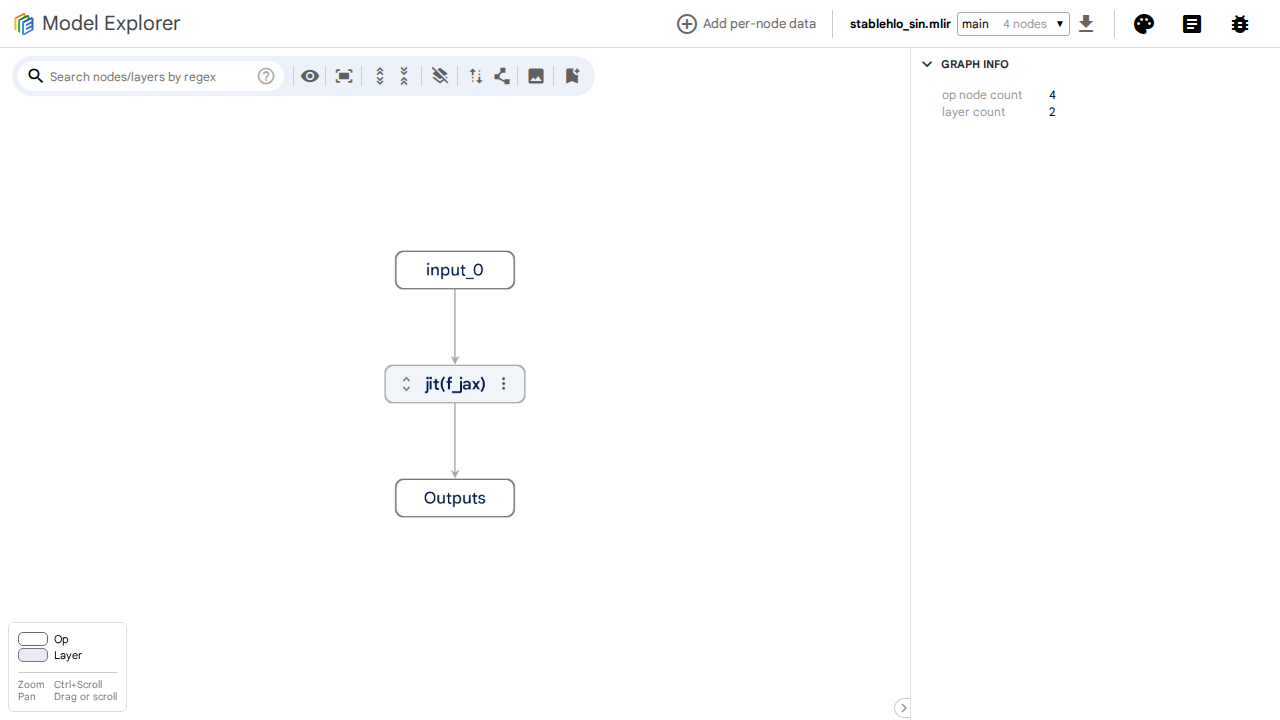 Model Explorer
Add per-node data
stablehlo_sin.mlir
main 4 nodes
Search nodes/layers by regex
GRAPH INFO
op node count 4
layer count 2
input_0
jit(f_jax)
Outputs
Op
Layer
Zoom Ctrl+Scroll
Pan Drag or scroll